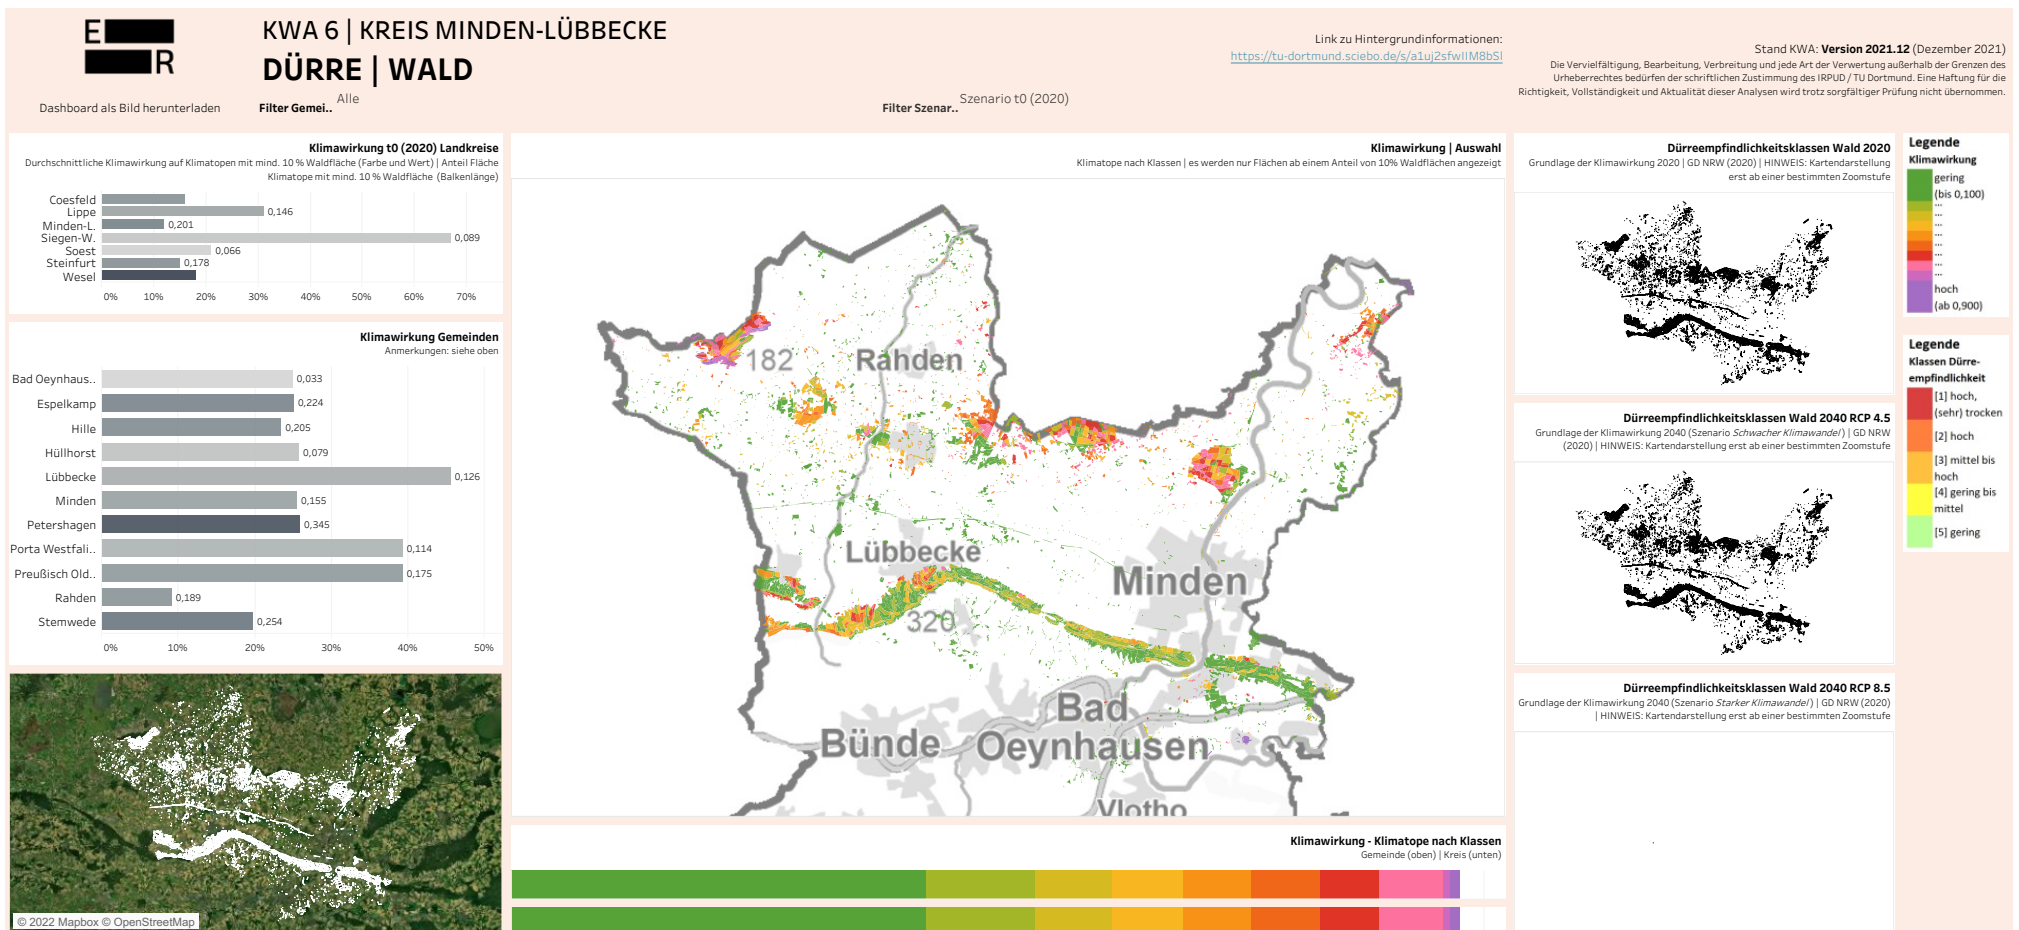 E
R
KWA 6 | KREIS MINDEN-LÜBBECKE
DÜRRE | WALD
Dashboard als Bild herunterladen
Filter Gemei.. Alle
Filter Szenar.. Szenario t0 (2020)
Link zu Hintergrundinformationen:
https://tu-dortmund.sciebo.de/s/a1uj2sfwIIM8bSI
Stand KWA: Version 2021.12 (Dezember 2021)
Die Vervielfältigung, Bearbeitung, Verbreitung und jede Art der Verwertung außerhalb der Grenzen des
Urheberrechtes bedürfen der schriftlichen Zustimmung des IRPUD / TU Dortmund. Eine Haftung für die
Richtigkeit, Vollständigkeit und Aktualität dieser Analysen wird trotz sorgfältiger Prüfung nicht übernommen.
Klimawirkung t0 (2020) Landkreise
Durchschnittliche Klimawirkung auf Klimatopen mit mind. 10 % Waldfläche (Farbe und Wert) | Anteil Fläche
Klimatope mit mind. 10 % Waldfläche (Balkenlänge)
Coesfeld
Lippe 0,146
Minden-L. 0,201
Siegen-W. 0,089
Soest 0,066
Steinfurt 0,178
Wesel
0% 10% 20% 30% 40% 50% 60% 70%
Klimawirkung Gemeinden
Anmerkungen: siehe oben
Bad Oeynhaus.. 0,033
Espelkamp 0,224
Hille 0,205
Hüllhorst 0,079
Lübbecke 0,126
Minden 0,155
Petershagen 0,345
Porta Westfali.. 0,114
Preußisch Old.. 0,175
Rahden 0,189
Stemwede 0,254
0% 10% 20% 30% 40% 50%
© 2022 Mapbox © OpenStreetMap
Klimawirkung | Auswahl
Klimatope nach Klassen | es werden nur Flächen ab einem Anteil von 10% Waldflächen angezeigt
182
Rahden
Lübbecke
Minden
320
Bad
Oeynhausen
Bünde
Vlotho
Klimawirkung - Klimatope nach Klassen
Gemeinde (oben) | Kreis (unten)
Dürreempfindlichkeitsklassen Wald 2020
Grundlage der Klimawirkung 2020 | GD NRW (2020) | HINWEIS: Kartendarstellung
erst ab einer bestimmten Zoomstufe
Dürreempfindlichkeitsklassen Wald 2040 RCP 4.5
Grundlage der Klimawirkung 2040 (Szenario Schwacher Klimawandel) | GD NRW
(2020) | HINWEIS: Kartendarstellung erst ab einer bestimmten Zoomstufe
Dürreempfindlichkeitsklassen Wald 2040 RCP 8.5
Grundlage der Klimawirkung 2040 (Szenario Starker Klimawandel) | GD NRW (2020)
| HINWEIS: Kartendarstellung erst ab einer bestimmten Zoomstufe
Legende
Klimawirkung
gering
(bis 0,100)
...
...
...
...
...
...
...
...
hoch
(ab 0,900)
Legende
Klassen Dürre-
empfindlichkeit
[1] hoch,
(sehr) trocken
[2] hoch
[3] mittel bis
hoch
[4] gering bis
mittel
[5] gering